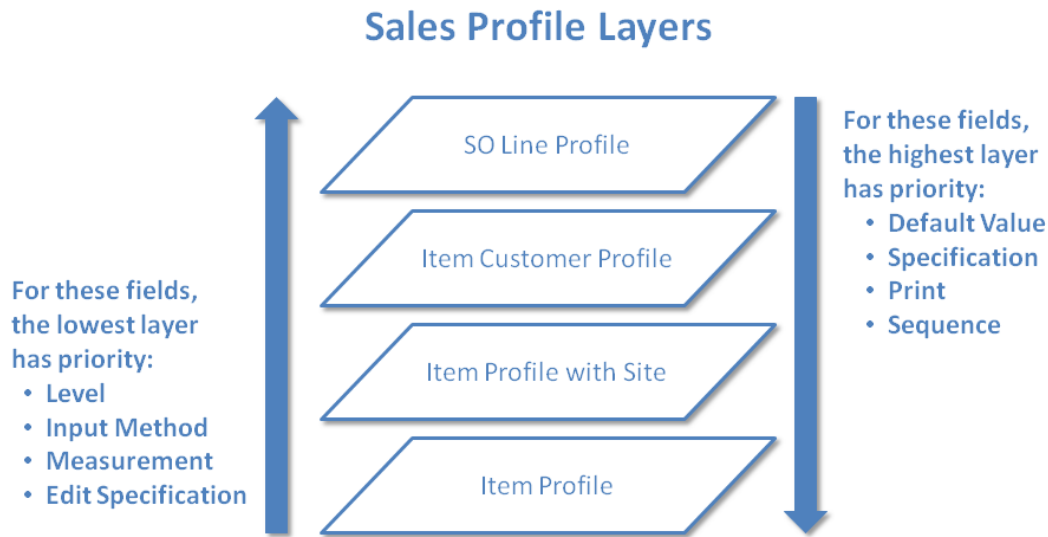 Sales Profile Layers
SO Line Profile
Item Customer Profile
Item Profile with Site
Item Profile
For these fields,
the lowest layer
has priority:
• Level
• Input Method
• Measurement
• Edit Specification
For these fields,
the highest layer
has priority:
• Default Value
• Specification
• Print
• Sequence